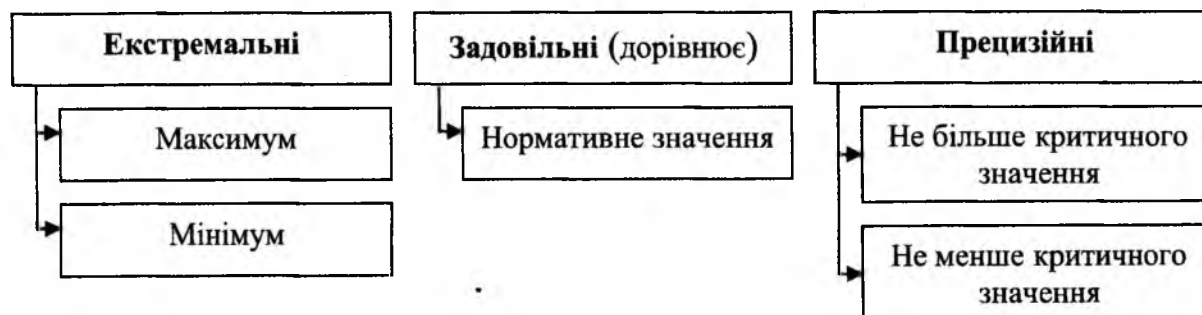 Екстремальні
Максимум
Мінімум
Задовільні (дорівнює)
Нормативне значення
Прецизійні
Не більше критичного
значення
Не менше критичного
значення